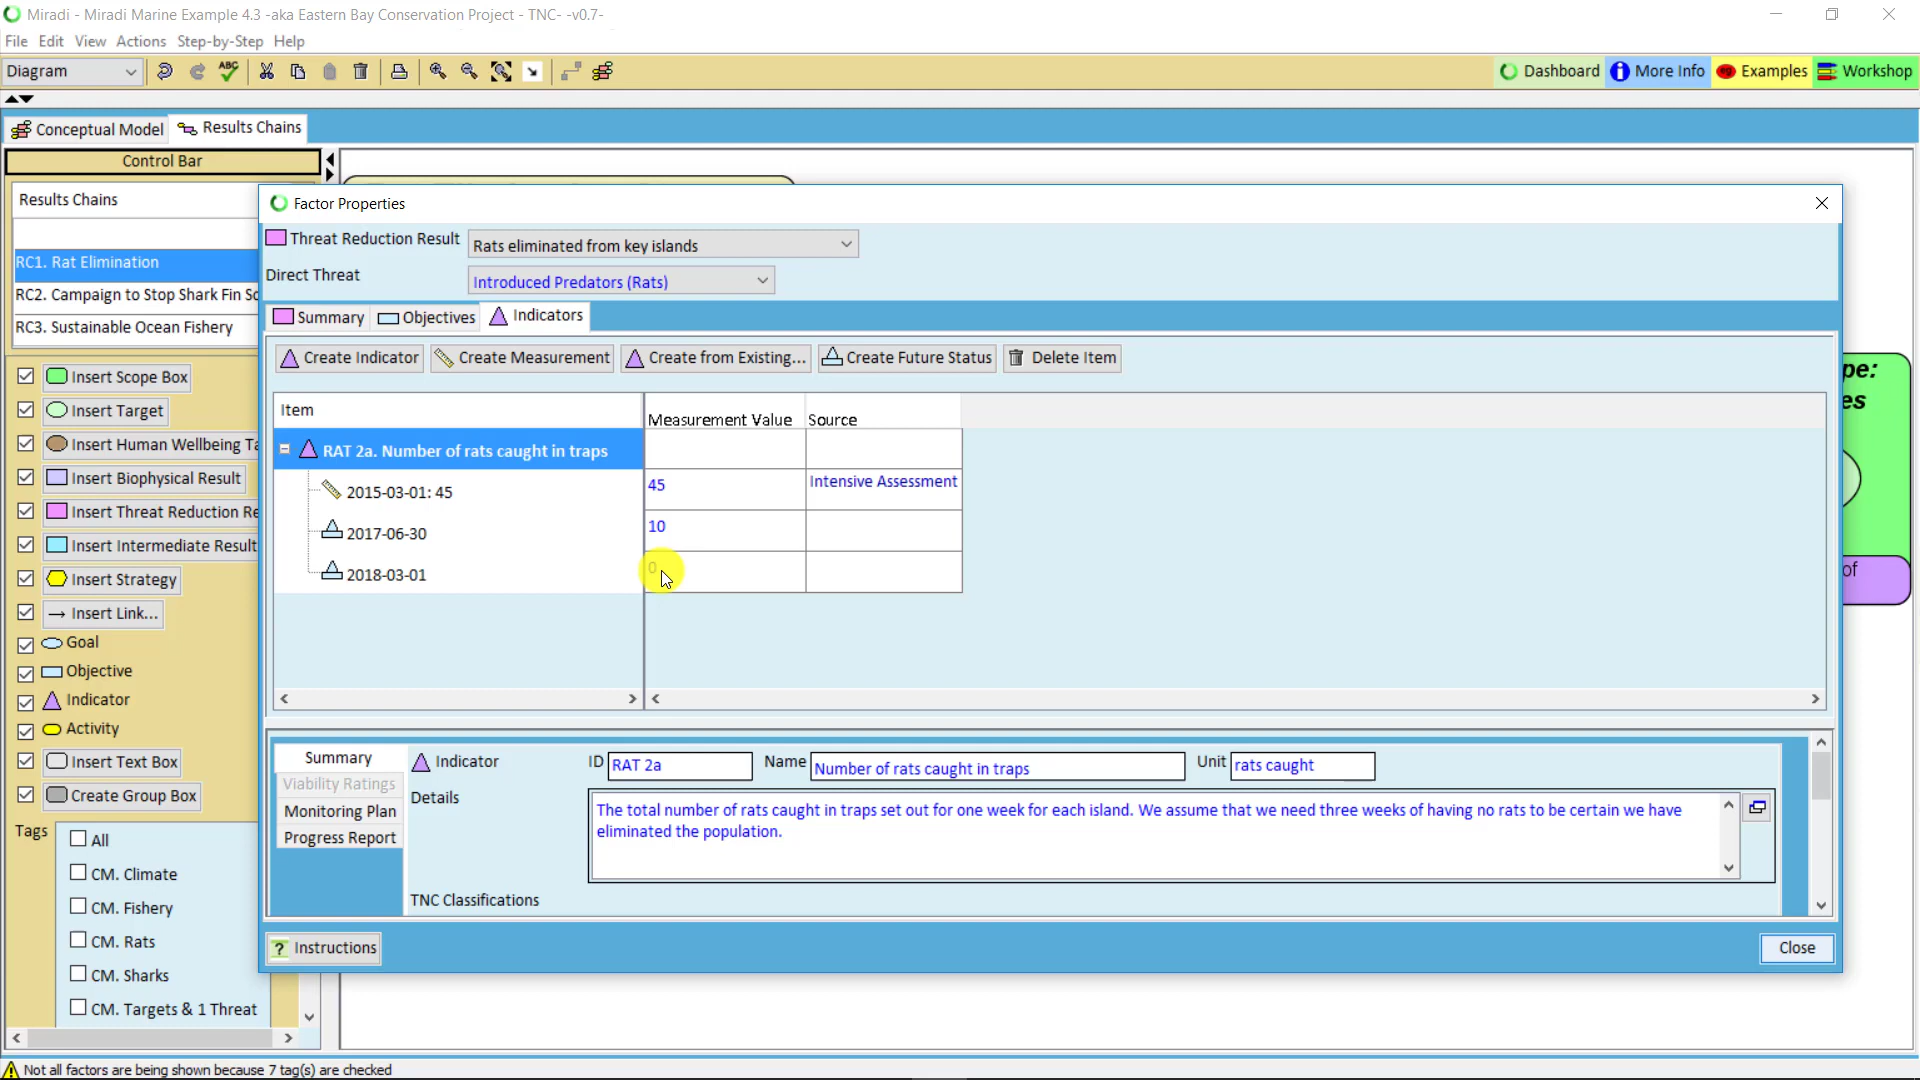 Miradi - Miradi Marine Example 4.3 -aka Eastern Bay Conservation Project - TNC- -v0.7-
File Edit View Actions Step-by-Step Help
Diagram
ABC
Dashboard More Info Examples Workshop
Conceptual Model Results Chains
Control Bar
Results Chains
RC1. Rat Elimination
RC2. Campaign to Stop Shark Fin So
RC3. Sustainable Ocean Fishery
Insert Scope Box
Insert Target
Insert Human Wellbeing Ta
Insert Biophysical Result
Insert Threat Reduction Re
Insert Intermediate Result
Insert Strategy
Insert Link...
Goal
Objective
Indicator
Activity
Insert Text Box
Create Group Box
Tags
All
CM. Climate
CM. Fishery
CM. Rats
CM. Sharks
CM. Targets & 1 Threat
Factor Properties
Threat Reduction Result Rats eliminated from key islands
Direct Threat Introduced Predators (Rats)
Summary Objectives Indicators
Create Indicator Create Measurement Create from Existing... Create Future Status Delete Item
Item Measurement Value Source
RAT 2a. Number of rats caught in traps
2015-03-01: 45 45 Intensive Assessment
2017-06-30 10
2018-03-01 0
Summary
Viability Ratings
Monitoring Plan
Progress Report
Indicator ID RAT 2a Name Number of rats caught in traps Unit rats caught
Details
The total number of rats caught in traps set out for one week for each island. We assume that we need three weeks of having no rats to be certain we have
eliminated the population.
TNC Classifications
? Instructions Close
pe:
es
of
Not all factors are being shown because 7 tag(s) are checked